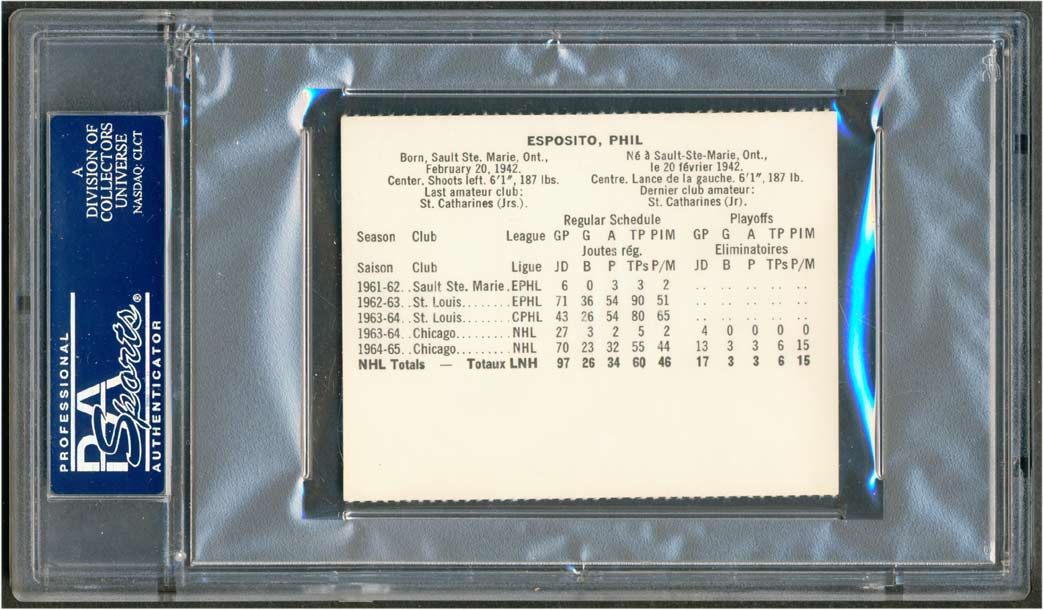 A
DIVISION OF
COLLECTORS
UNIVERSE
NASDAQ: CLCT
PROFESSIONAL
PSA
Sports®
AUTHENTICATOR
ESPOSITO, PHIL
Born, Sault Ste. Marie, Ont.,
February 20, 1942.
Center. Shoots left. 6'1", 187 lbs.
Last amateur club:
St. Catharines (Jrs.).
Né à Sault-Ste-Marie, Ont.,
le 20 février 1942.
Centre. Lance de la gauche. 6'1", 187 lb.
Dernier club amateur:
St. Catharines (Jr).
Regular Schedule Playoffs
Season Club League GP G A TP PIM GP G A TP PIM
Joutes rég. Eliminatoires
Saison Club Ligue JD B P TPs P/M JD B P TPs P/M
1961-62. . Sault Ste. Marie . EPHL 6 0 3 3 2 .. .. .. .. ..
1962-63. . St. Louis. . . . . . . . EPHL 71 36 54 90 51 .. .. .. .. ..
1963-64. . St. Louis. . . . . . . . CPHL 43 26 54 80 65 .. .. .. .. ..
1963-64. . Chicago. . . . . . . . . NHL 27 3 2 5 2 4 0 0 0 0
1964-65. . Chicago. . . . . . . . . NHL 70 23 32 55 44 13 3 3 6 15
NHL Totals — Totaux LNH 97 26 34 60 46 17 3 3 6 15